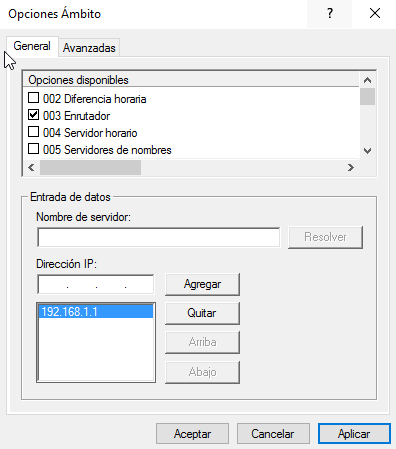 Opciones Ámbito
?
General
Avanzadas
Opciones disponibles
002 Diferencia horaria
003 Enrutador
004 Servidor horario
005 Servidores de nombres
Entrada de datos
Nombre de servidor:
Resolver
Dirección IP:
. . .
Agregar
192.168.1.1
Quitar
Arriba
Abajo
Aceptar
Cancelar
Aplicar